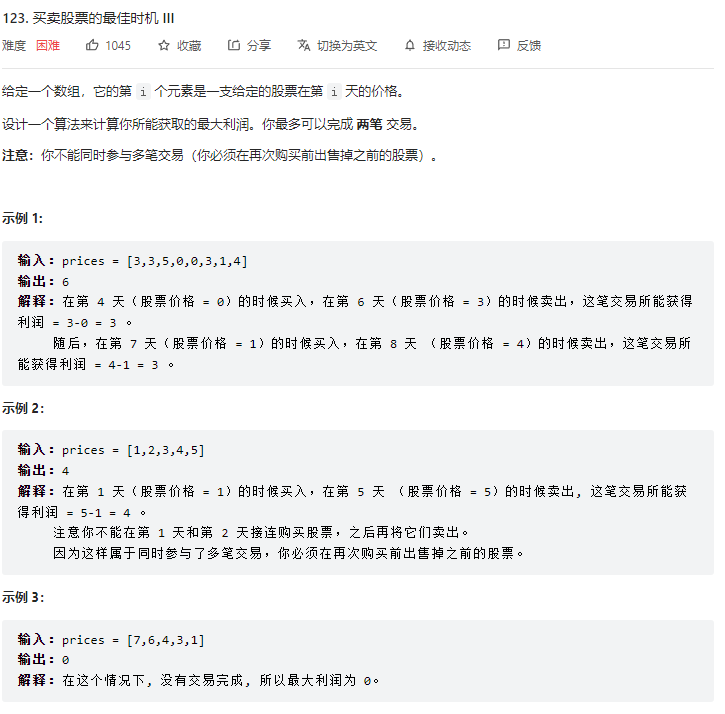 123. 买卖股票的最佳时机 III
难度 困难 1045 收藏 分享 切换为英文 接收动态 反馈
给定一个数组，它的第 i 个元素是一支给定的股票在第 i 天的价格。
设计一个算法来计算你所能获取的最大利润。你最多可以完成 两笔 交易。
注意：你不能同时参与多笔交易（你必须在再次购买前出售掉之前的股票）。
示例 1:
输入：prices = [3,3,5,0,0,3,1,4]
输出：6
解释：在第 4 天（股票价格 = 0）的时候买入，在第 6 天（股票价格 = 3）的时候卖出，这笔交易所能获得
利润 = 3-0 = 3 。
随后，在第 7 天（股票价格 = 1）的时候买入，在第 8 天 （股票价格 = 4）的时候卖出，这笔交易所
能获得利润 = 4-1 = 3 。
示例 2:
输入：prices = [1,2,3,4,5]
输出：4
解释：在第 1 天（股票价格 = 1）的时候买入，在第 5 天 （股票价格 = 5）的时候卖出, 这笔交易所能获
得利润 = 5-1 = 4 。
注意你不能在第 1 天和第 2 天接连购买股票，之后再将它们卖出。
因为这样属于同时参与了多笔交易，你必须在再次购买前出售掉之前的股票。
示例 3:
输入：prices = [7,6,4,3,1]
输出：0
解释：在这个情况下, 没有交易完成, 所以最大利润为 0。